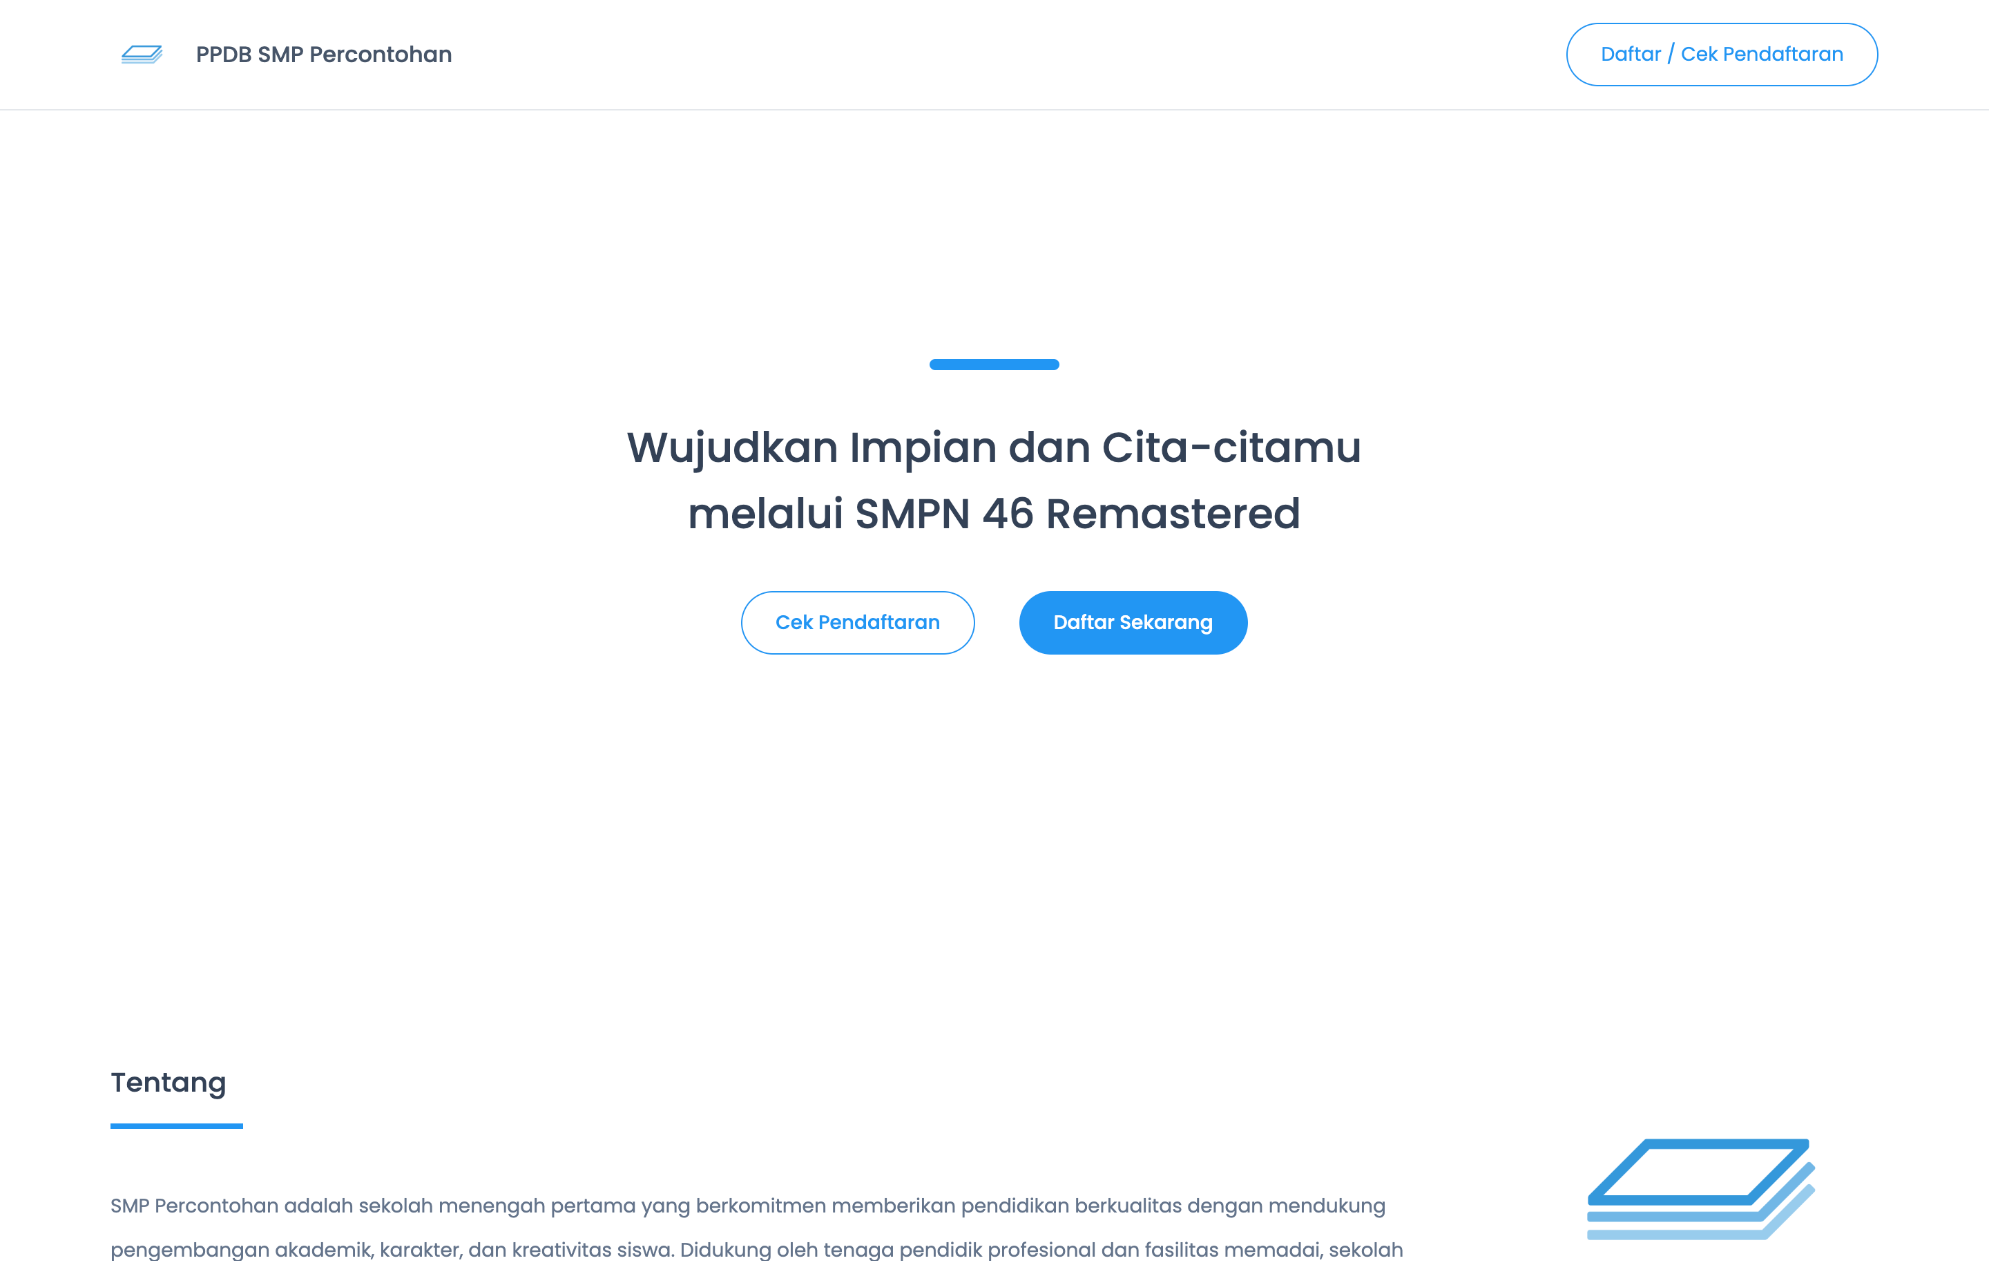 PPDB SMP Percontohan
Daftar / Cek Pendaftaran
Wujudkan Impian dan Cita-citamu
melalui SMPN 46 Remastered
Cek Pendaftaran
Daftar Sekarang
Tentang
SMP Percontohan adalah sekolah menengah pertama yang berkomitmen memberikan pendidikan berkualitas dengan mendukung
pengembangan akademik, karakter, dan kreativitas siswa. Didukung oleh tenaga pendidik profesional dan fasilitas memadai, sekolah